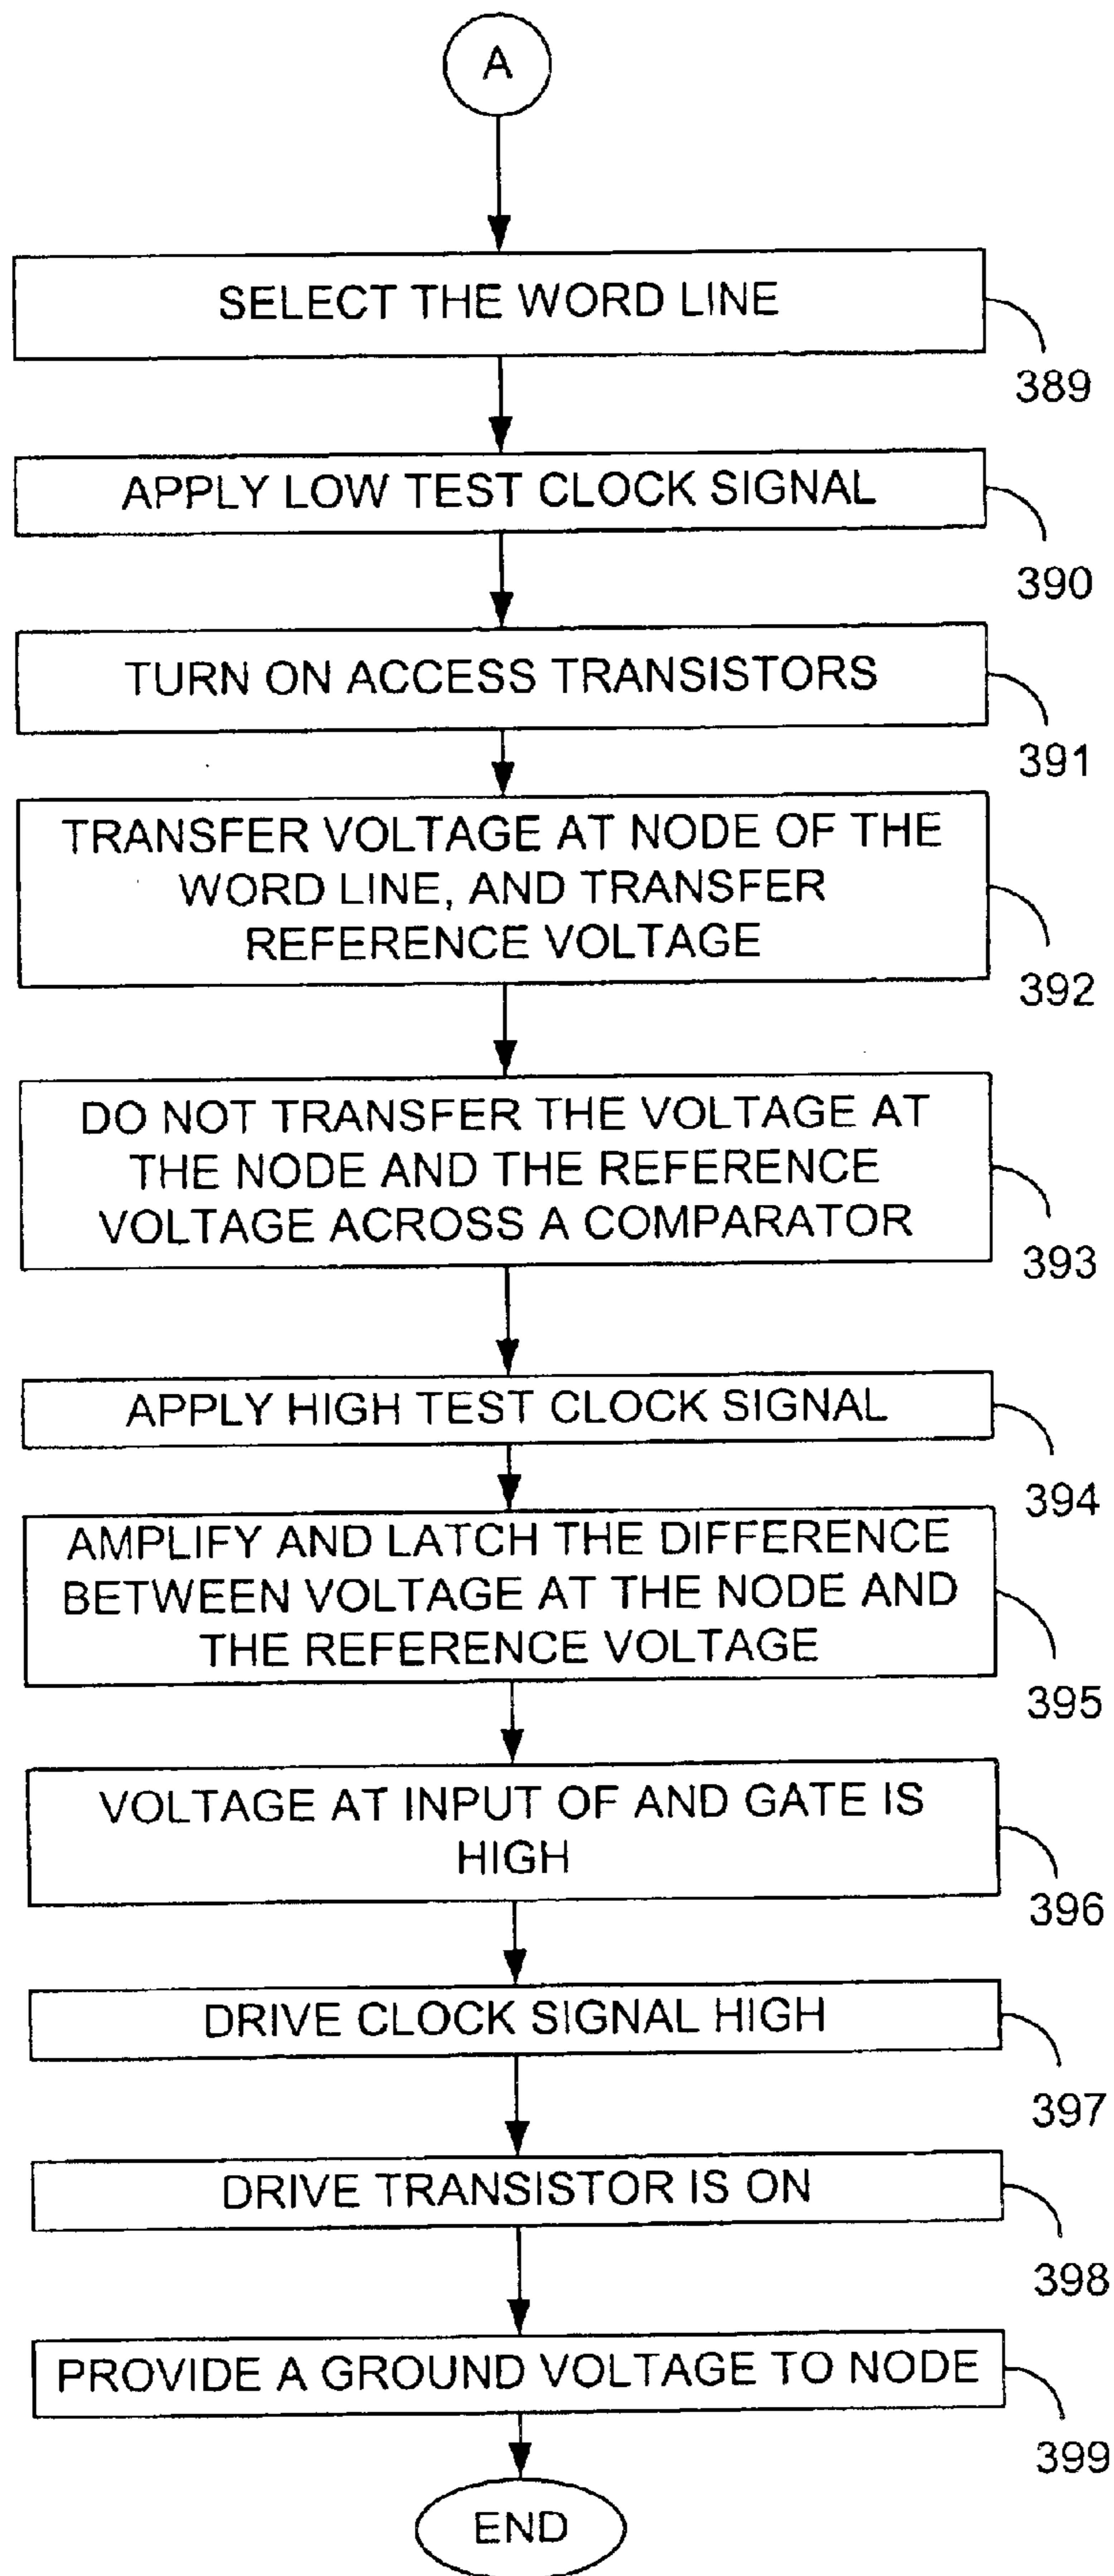 A
SELECT THE WORD LINE
389
APPLY LOW TEST CLOCK SIGNAL
390
TURN ON ACCESS TRANSISTORS
391
TRANSFER VOLTAGE AT NODE OF THE
WORD LINE, AND TRANSFER
REFERENCE VOLTAGE
392
DO NOT TRANSFER THE VOLTAGE AT
THE NODE AND THE REFERENCE
VOLTAGE ACROSS A COMPARATOR
393
APPLY HIGH TEST CLOCK SIGNAL
394
AMPLIFY AND LATCH THE DIFFERENCE
BETWEEN VOLTAGE AT THE NODE AND
THE REFERENCE VOLTAGE
395
VOLTAGE AT INPUT OF AND GATE IS
HIGH
396
DRIVE CLOCK SIGNAL HIGH
397
DRIVE TRANSISTOR IS ON
398
PROVIDE A GROUND VOLTAGE TO NODE
399
END